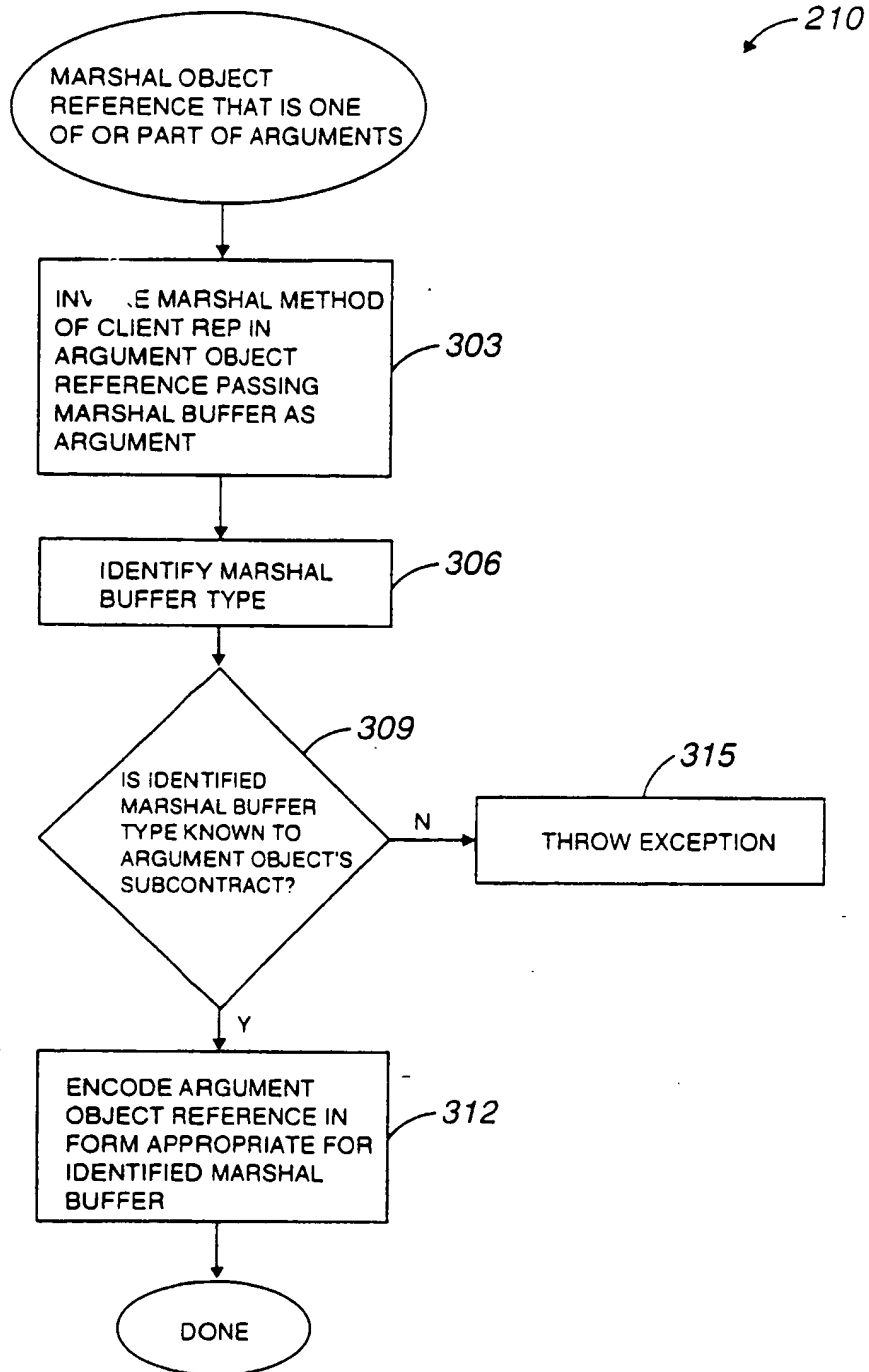 210
MARSHAL OBJECT
REFERENCE THAT IS ONE
OF OR PART OF ARGUMENTS
MARSHAL METHOD
OF CLIENT REP IN
ARGUMENT OBJECT
REFERENCE PASSING
MARSHAL BUFFER AS
ARGUMENT
303
IDENTIFY MARSHAL
BUFFER TYPE
306
309
IS IDENTIFIED
MARSHAL BUFFER
TYPE KNOWN TO
ARGUMENT OBJECT'S
SUBCONTRACT?
N
315
THROW EXCEPTION
Y
ENCODE ARGUMENT
OBJECT REFERENCE IN
FORM APPROPRIATE FOR
IDENTIFIED MARSHAL
BUFFER
312
DONE